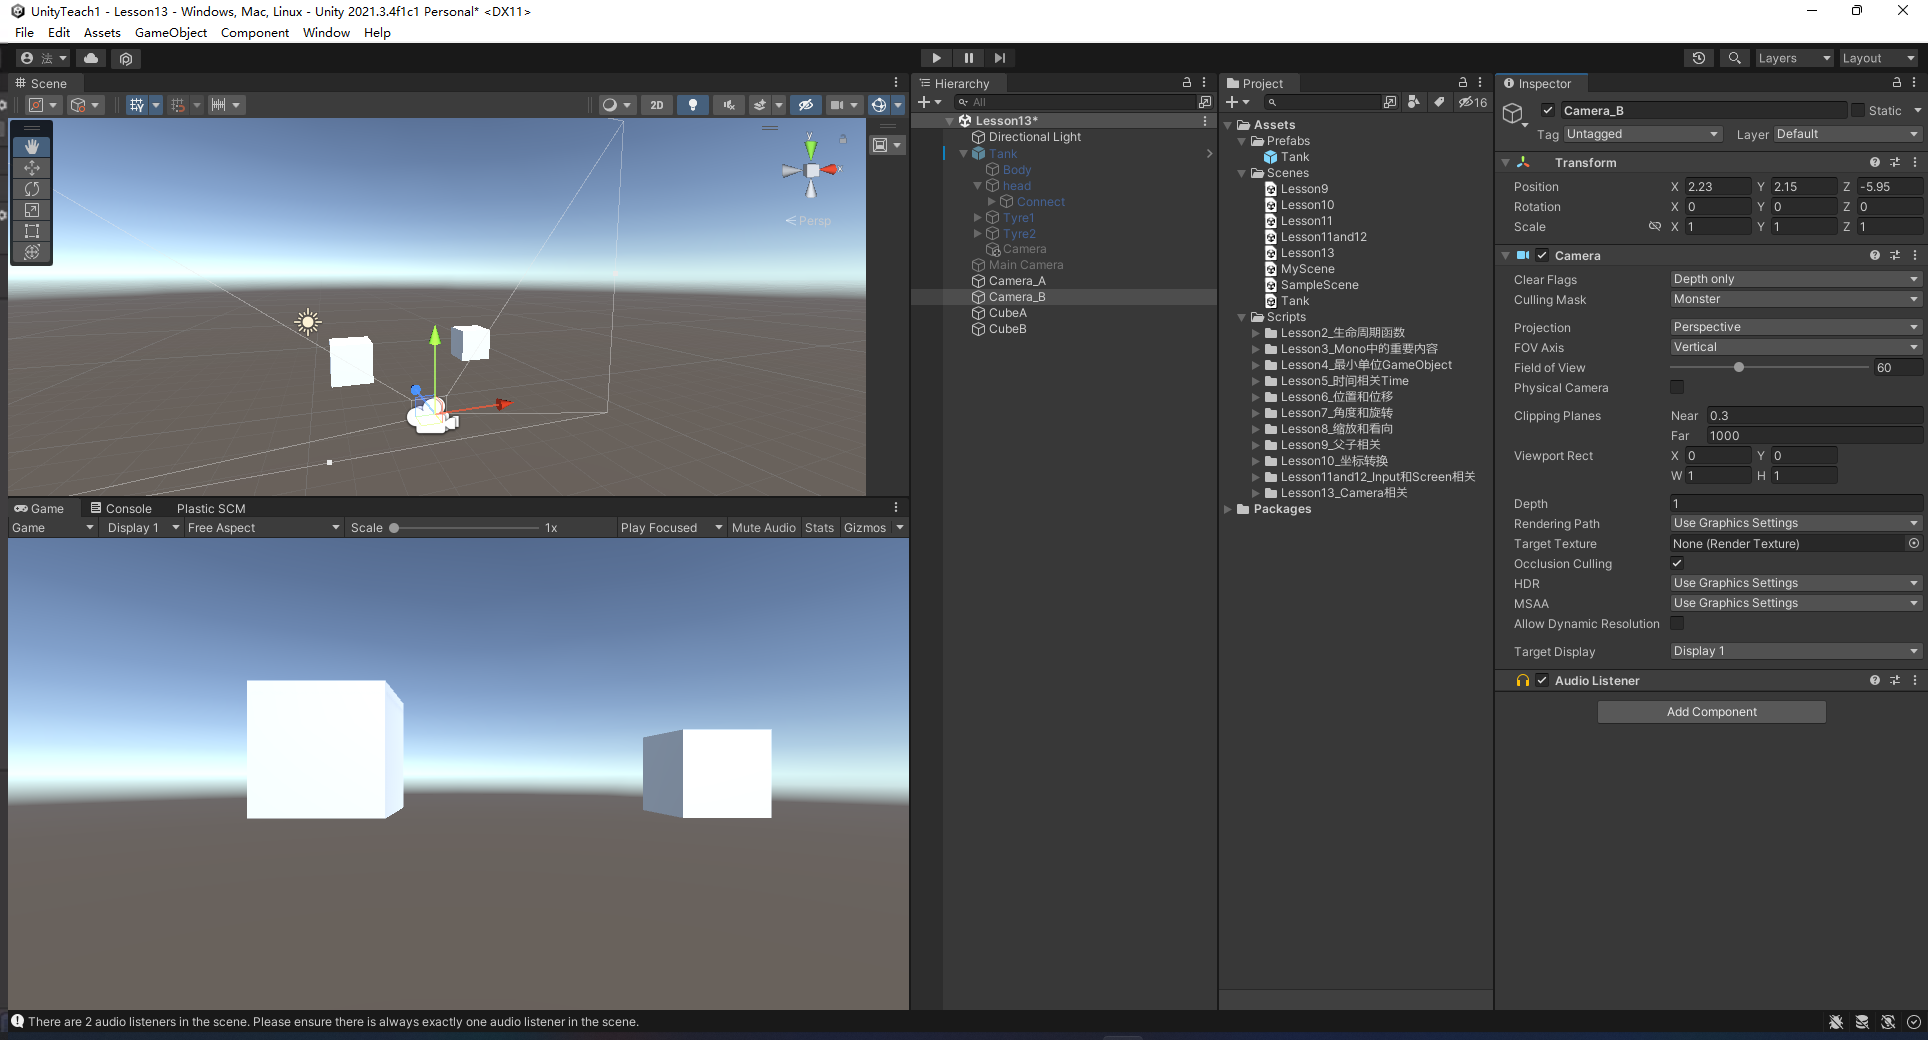 UnityTeach1 - Lesson13 - Windows, Mac, Linux - Unity 2021.3.4f1c1 Personal* <DX11>
File Edit Assets GameObject Component Window Help
法 Layers Layout
Scene
2D
y
x
Persp
Game Console Plastic SCM
Game Display 1 Free Aspect Scale 1x Play Focused Mute Audio Stats Gizmos
Hierarchy
All
Lesson13*
Directional Light
Tank
Body
head
Connect
Tyre1
Tyre2
Camera
Main Camera
Camera_A
Camera_B
CubeA
CubeB
Project
16
Assets
Prefabs
Tank
Scenes
Lesson9
Lesson10
Lesson11
Lesson11and12
Lesson13
MyScene
SampleScene
Tank
Scripts
Lesson2_生命周期函数
Lesson3_Mono中的重要内容
Lesson4_最小单位GameObject
Lesson5_时间相关Time
Lesson6_位置和位移
Lesson7_角度和旋转
Lesson8_缩放和看向
Lesson9_父子相关
Lesson10_坐标转换
Lesson11and12_Input和Screen相关
Lesson13_Camera相关
Packages
Inspector
Camera_B Static
Tag Untagged Layer Default
Transform
Position X 2.23 Y 2.15 Z -5.95
Rotation X 0 Y 0 Z 0
Scale X 1 Y 1 Z 1
Camera
Clear Flags Depth only
Culling Mask Monster
Projection Perspective
FOV Axis Vertical
Field of View 60
Physical Camera
Clipping Planes Near 0.3
Far 1000
Viewport Rect X 0 Y 0
W 1 H 1
Depth 1
Rendering Path Use Graphics Settings
Target Texture None (Render Texture)
Occlusion Culling
HDR Use Graphics Settings
MSAA Use Graphics Settings
Allow Dynamic Resolution
Target Display Display 1
Audio Listener
Add Component
There are 2 audio listeners in the scene. Please ensure there is always exactly one audio listener in the scene.